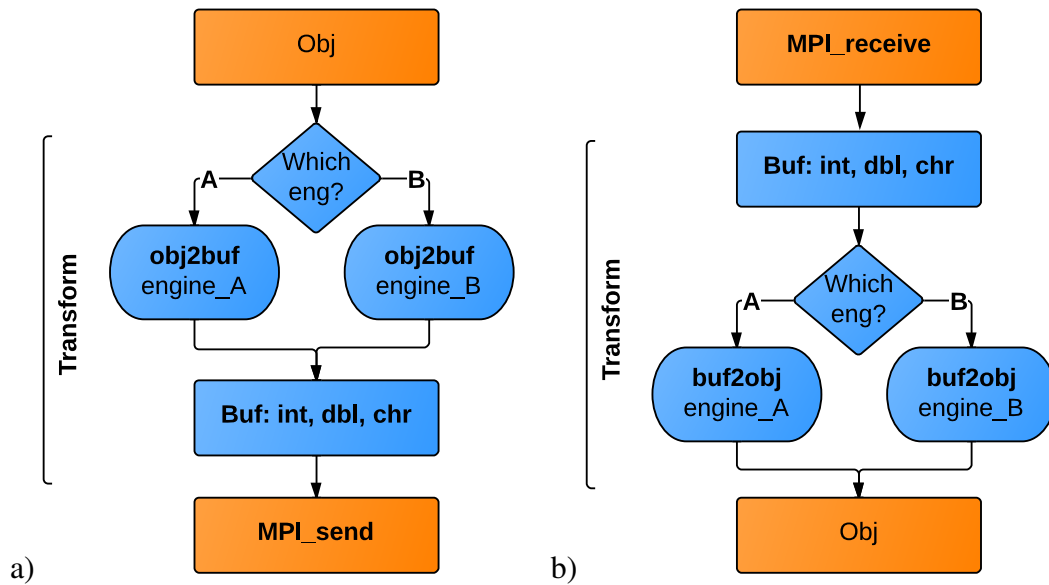 Obj
Which
eng?
A
B
obj2buf
engine_A
obj2buf
engine_B
Transform
Buf: int, dbl, chr
MPI_send
a)
MPI_receive
Buf: int, dbl, chr
Which
eng?
A
B
buf2obj
engine_A
buf2obj
engine_B
Transform
Obj
b)